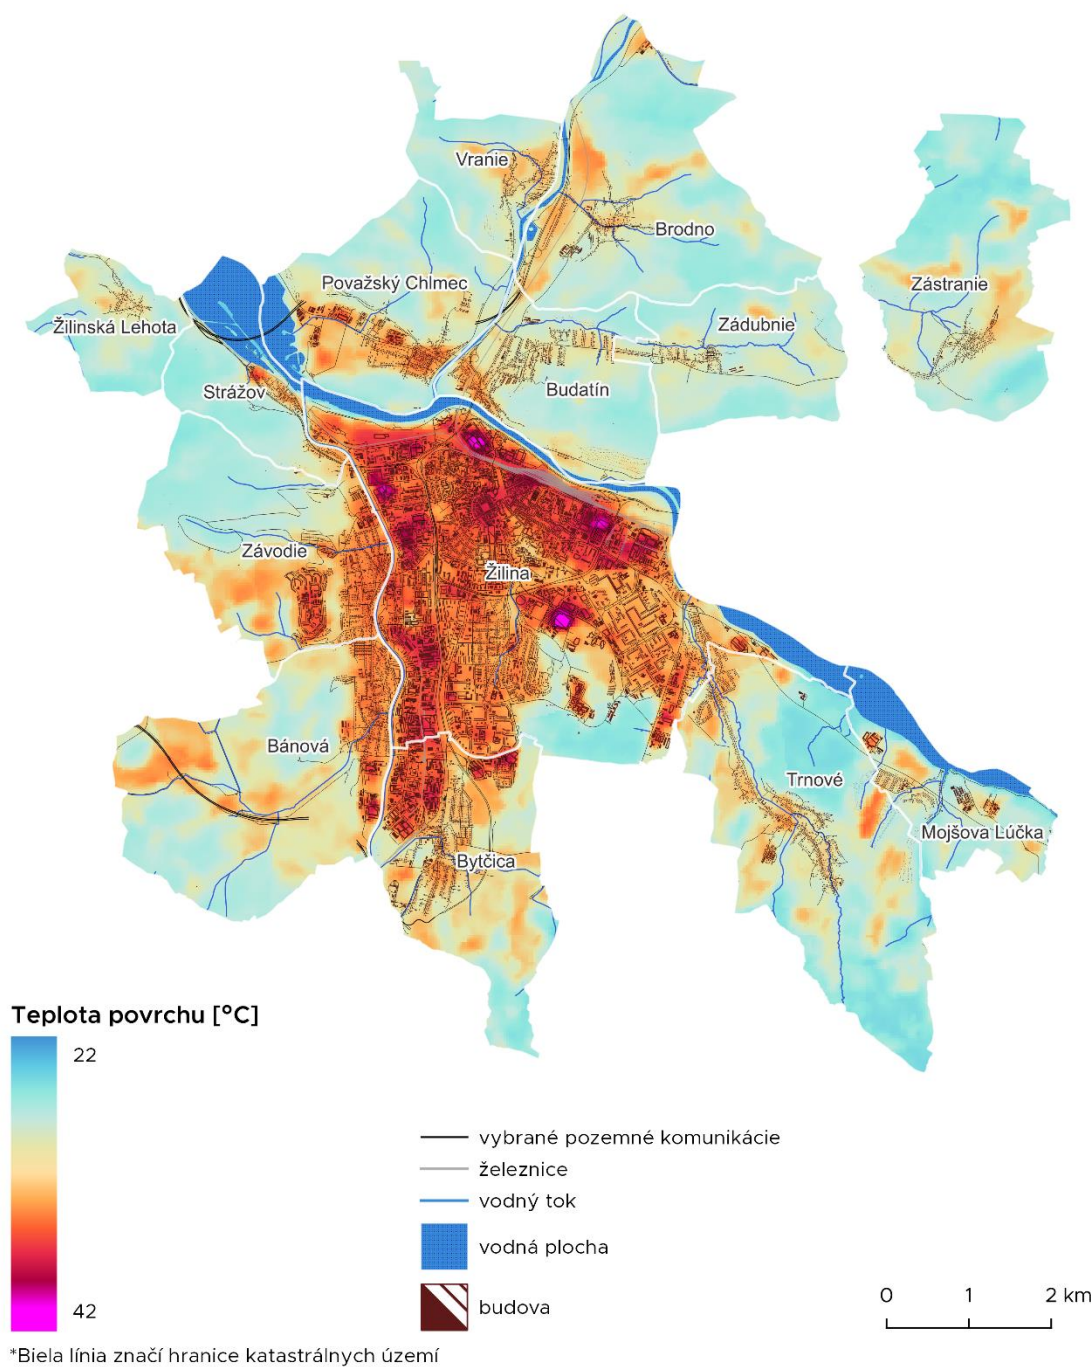 Vranie
Brodno
Považský Chlmec
Zástranie
Žilinská Lehota
Zádubnie
Strážov
Budatín
Závodie
Žilina
Bánová
Trnové
Mojšova Lúčka
Bytčica
Teplota povrchu [°C]
22
42
vybrané pozemné komunikácie
železnice
vodný tok
vodná plocha
budova
0 1 2 km
*Biela línia značí hranice katastrálnych území